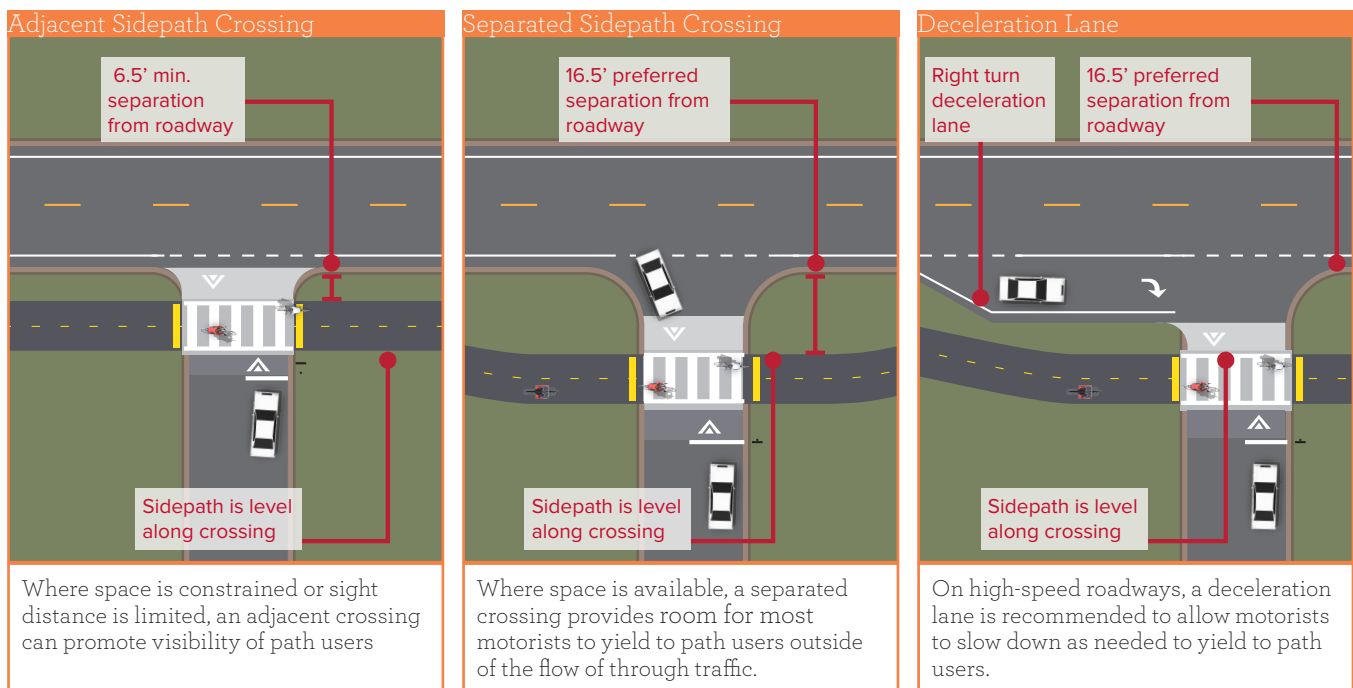 Adjacent Sidepath Crossing
6.5’ min.
separation
from roadway
Sidepath is level
along crossing
Where space is constrained or sight
distance is limited, an adjacent crossing
can promote visibility of path users
Separated Sidepath Crossing
16.5’ preferred
separation from
roadway
Sidepath is level
along crossing
Where space is available, a separated
crossing provides room for most
motorists to yield to path users outside
of the flow of through traffic.
Deceleration Lane
Right turn
deceleration
lane
16.5’ preferred
separation from
roadway
Sidepath is level
along crossing
On high-speed roadways, a deceleration
lane is recommended to allow motorists
to slow down as needed to yield to path
users.